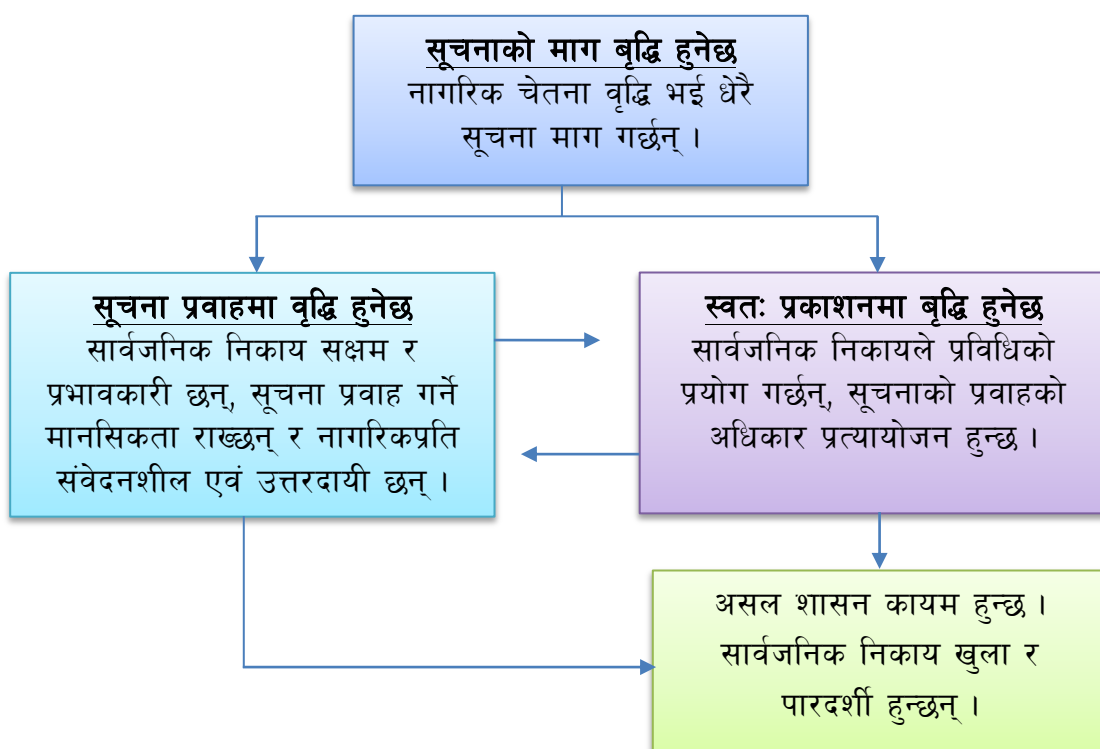 सूचनाको माग बृद्धि हुनेछ
नागरिक चेतना वृद्धि भई धेरै
सूचना माग गर्छन् ।
सूचना प्रवाहमा वृद्धि हुनेछ
सार्वजनिक निकाय सक्षम र
प्रभावकारी छन्, सूचना प्रवाह गर्ने
मानसिकता राख्छन् र नागरिकप्रति
संवेदनशील एवं उत्तरदायी छन् ।
स्वतः प्रकाशनमा बृद्धि हुनेछ
सार्वजनिक निकायले प्रविधिको
प्रयोग गर्छन्, सूचनाको प्रवाहको
अधिकार प्रत्यायोजन हुन्छ ।
असल शासन कायम हुन्छ ।
सार्वजनिक निकाय खुला र
पारदर्शी हुन्छन् ।